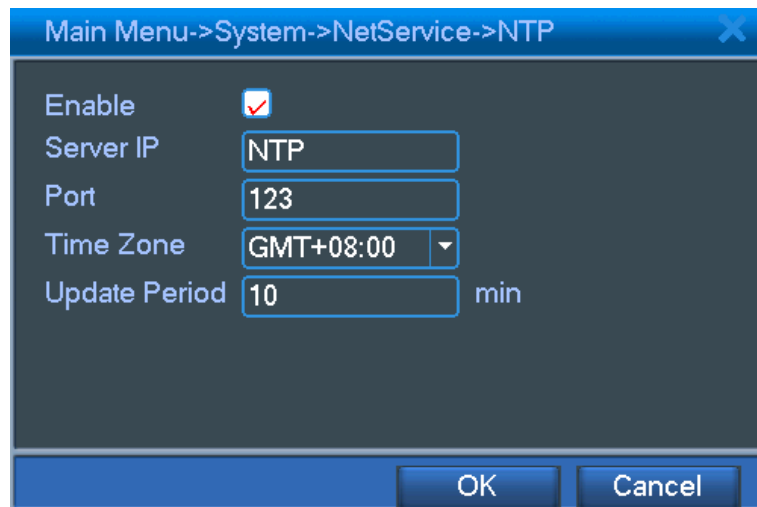 Main Menu->System->NetService->NTP
Enable
Server IP NTP
Port 123
Time Zone GMT+08:00
Update Period 10 min
OK Cancel